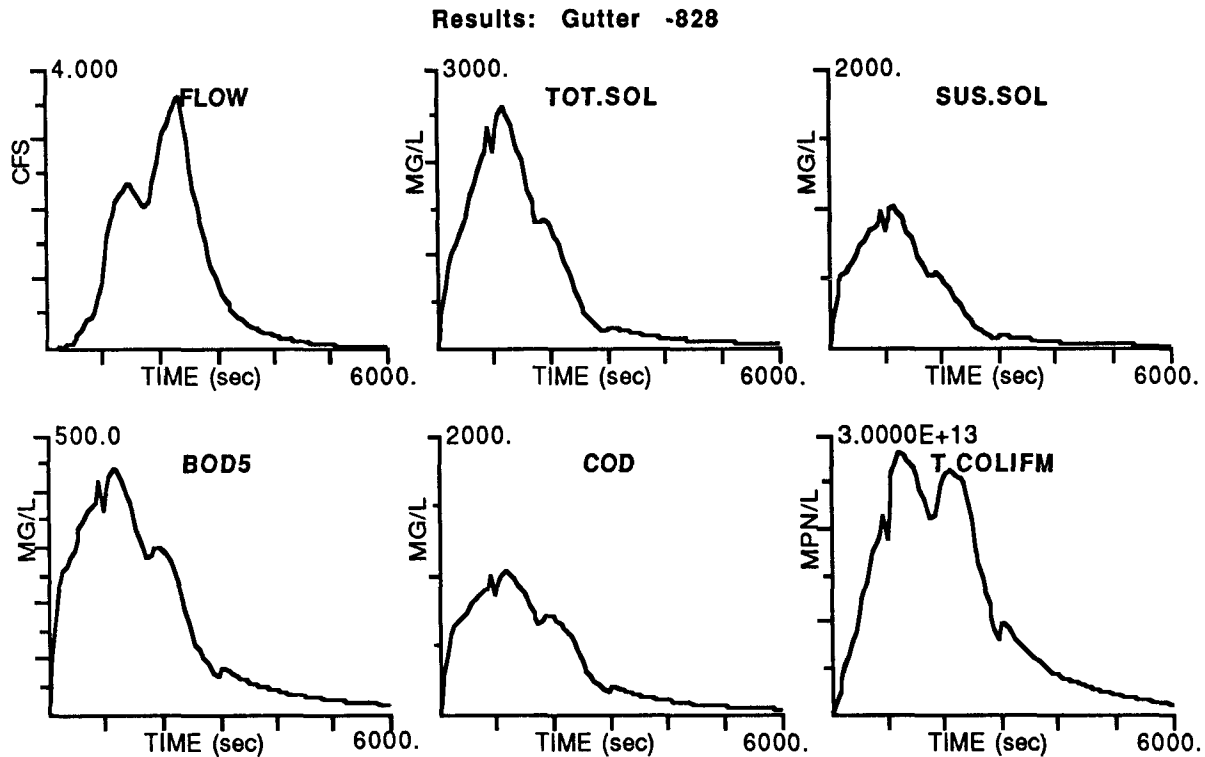 Results: Gutter -828
4.000
FLOW
CFS
TIME (sec)
6000.
3000.
TOT.SOL
MG/L
TIME (sec)
6000.
2000.
SUS.SOL
MG/L
TIME (sec)
6000.
500.0
BOD5
MG/L
TIME (sec)
6000.
2000.
COD
MG/L
TIME (sec)
6000.
3.0000E+13
T COLIFM
MPN/L
TIME (sec)
6000.